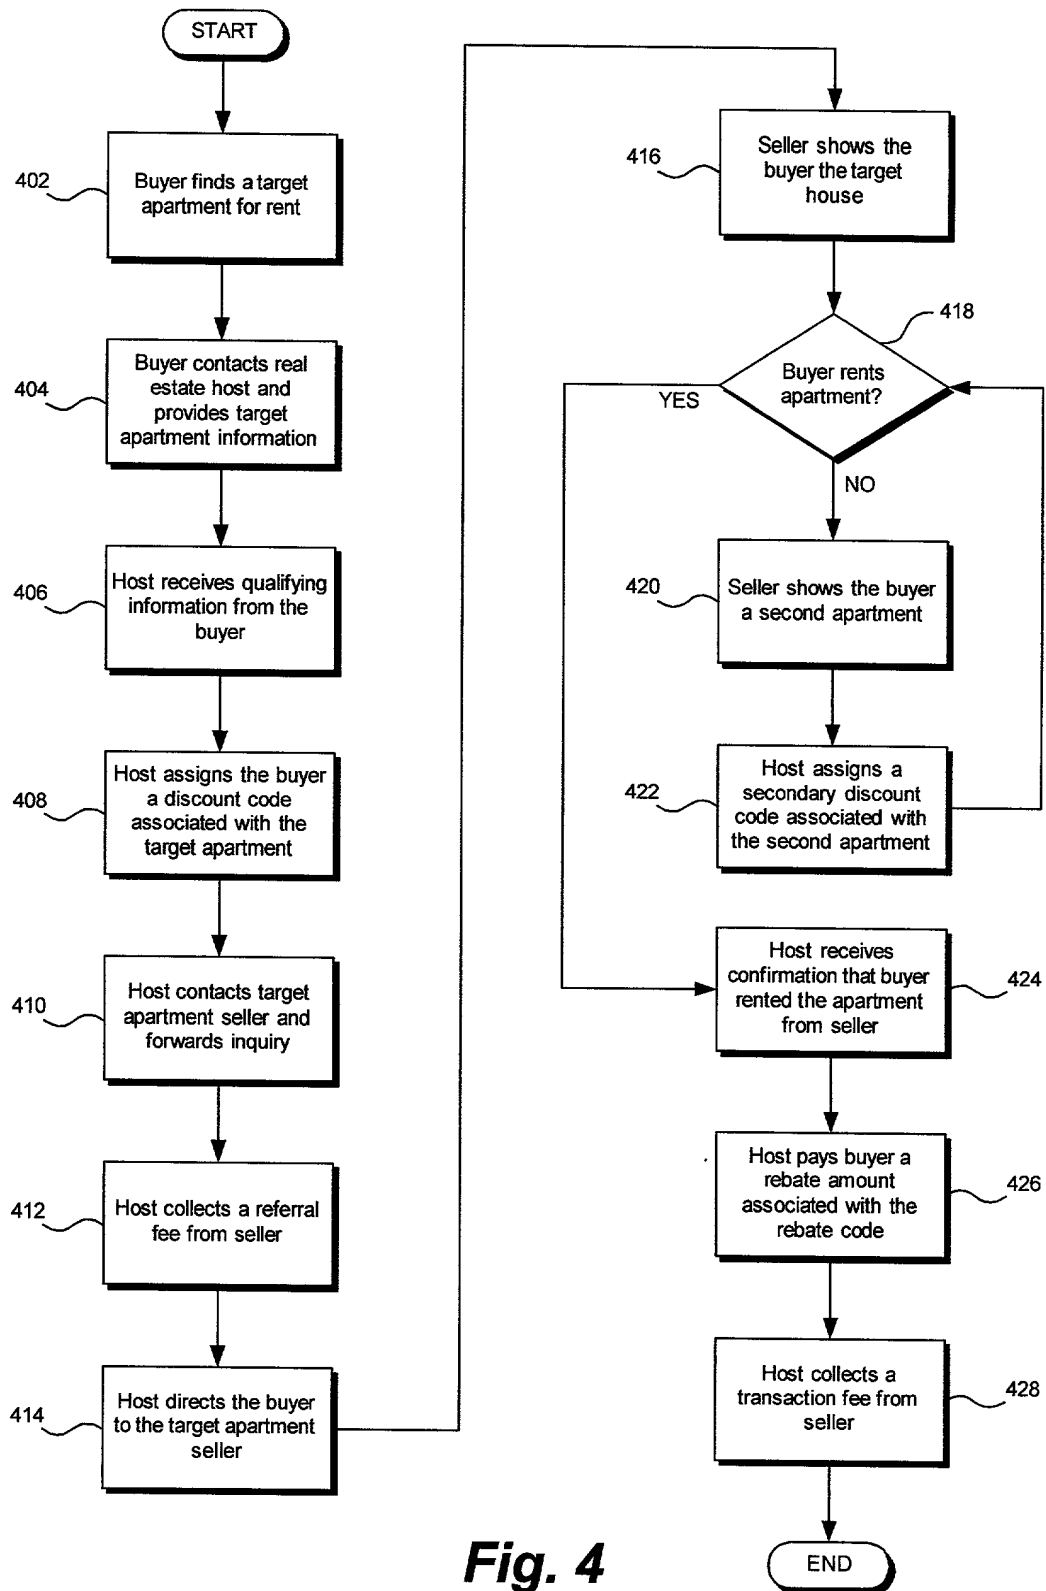 START
402
Buyer finds a target
apartment for rent
404
Buyer contacts real
estate host and
provides target
apartment information
406
Host receives qualifying
information from the
buyer
408
Host assigns the buyer
a discount code
associated with the
target apartment
410
Host contacts target
apartment seller and
forwards inquiry
412
Host collects a referral
fee from seller
414
Host directs the buyer
to the target apartment
seller
416
Seller shows the
buyer the target
house
418
Buyer rents
apartment?
YES
NO
420
Seller shows the buyer
a second apartment
422
Host assigns a
secondary discount
code associated with
the second apartment
Host receives
confirmation that buyer
rented the apartment
from seller
424
Host pays buyer a
rebate amount
associated with the
rebate code
426
Host collects a
transaction fee from
seller
428
END
Fig. 4